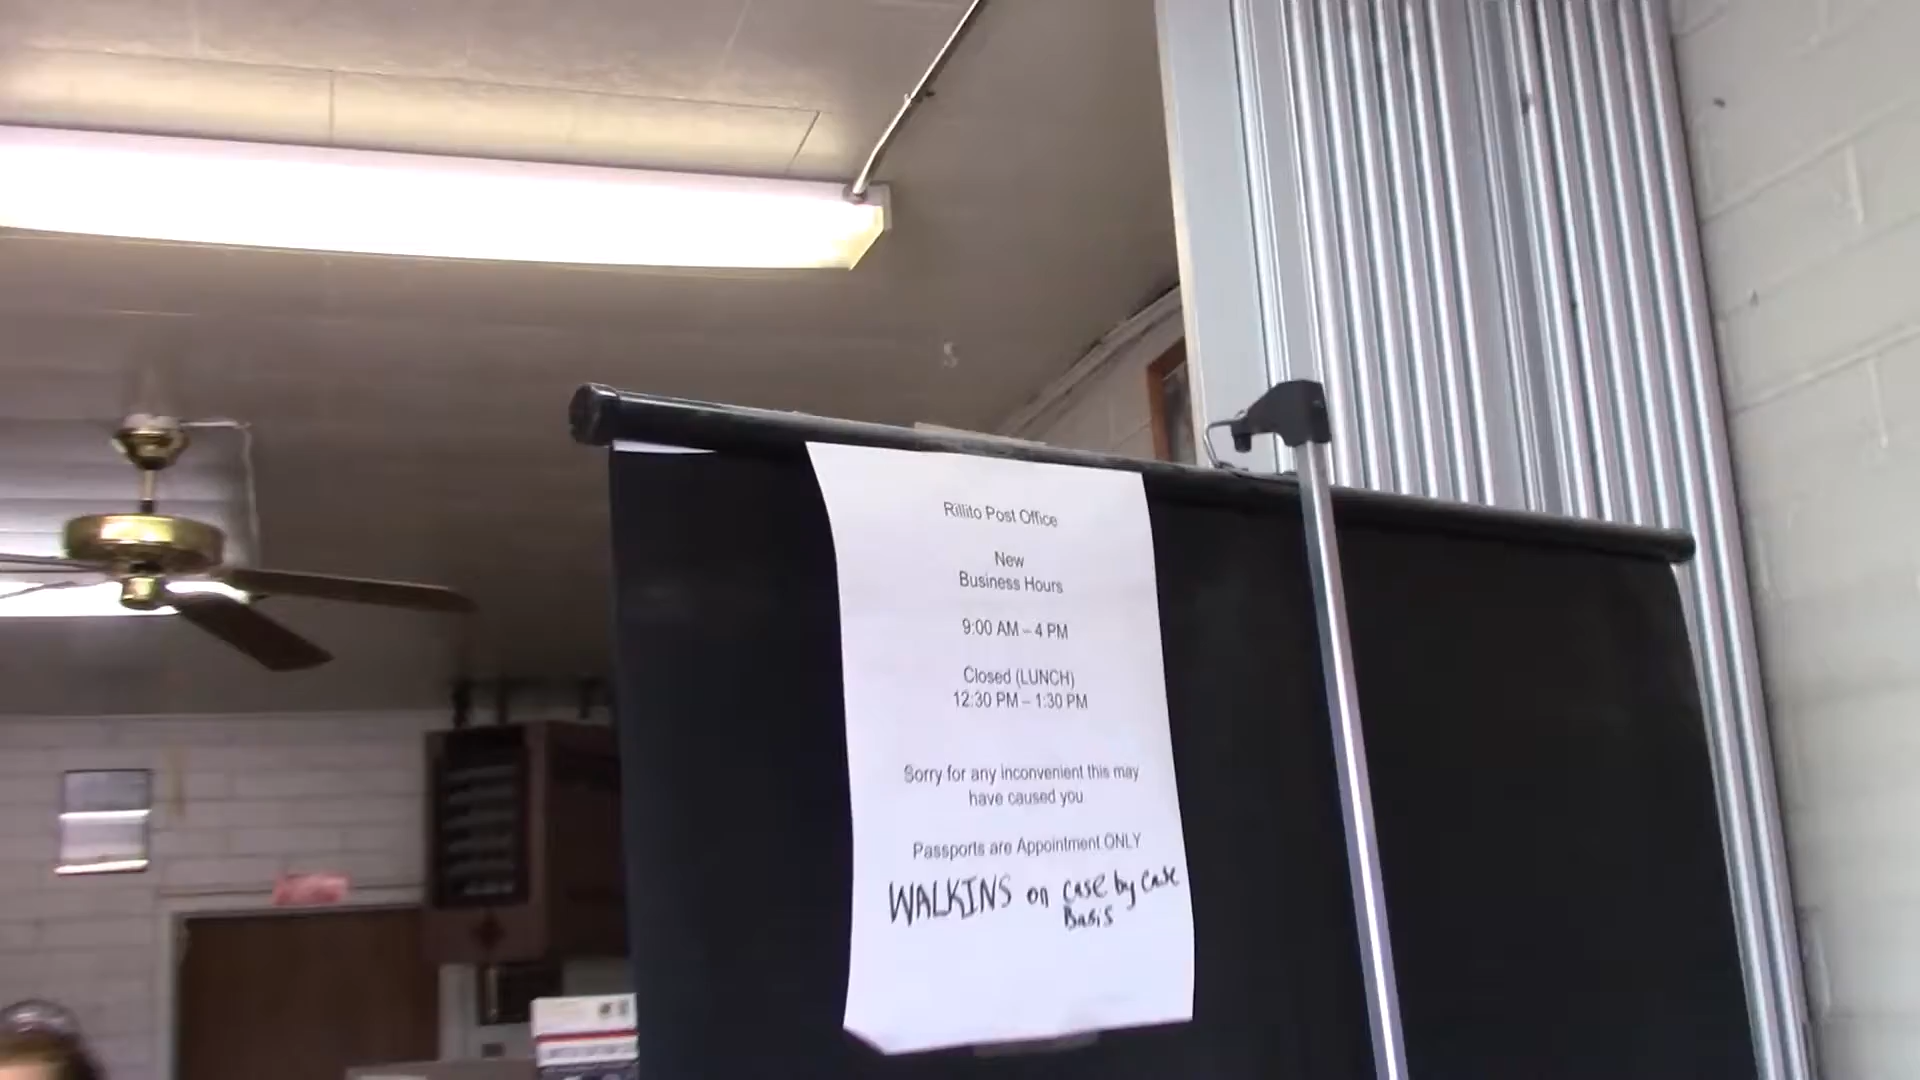 Rillito Post Office
New
Business Hours
9:00 AM – 4 PM
Closed (LUNCH)
12:30 PM – 1:30 PM
Sorry for any inconvenient this may
have caused you
Passports are Appointment ONLY
WALKINS on case by case
Basis